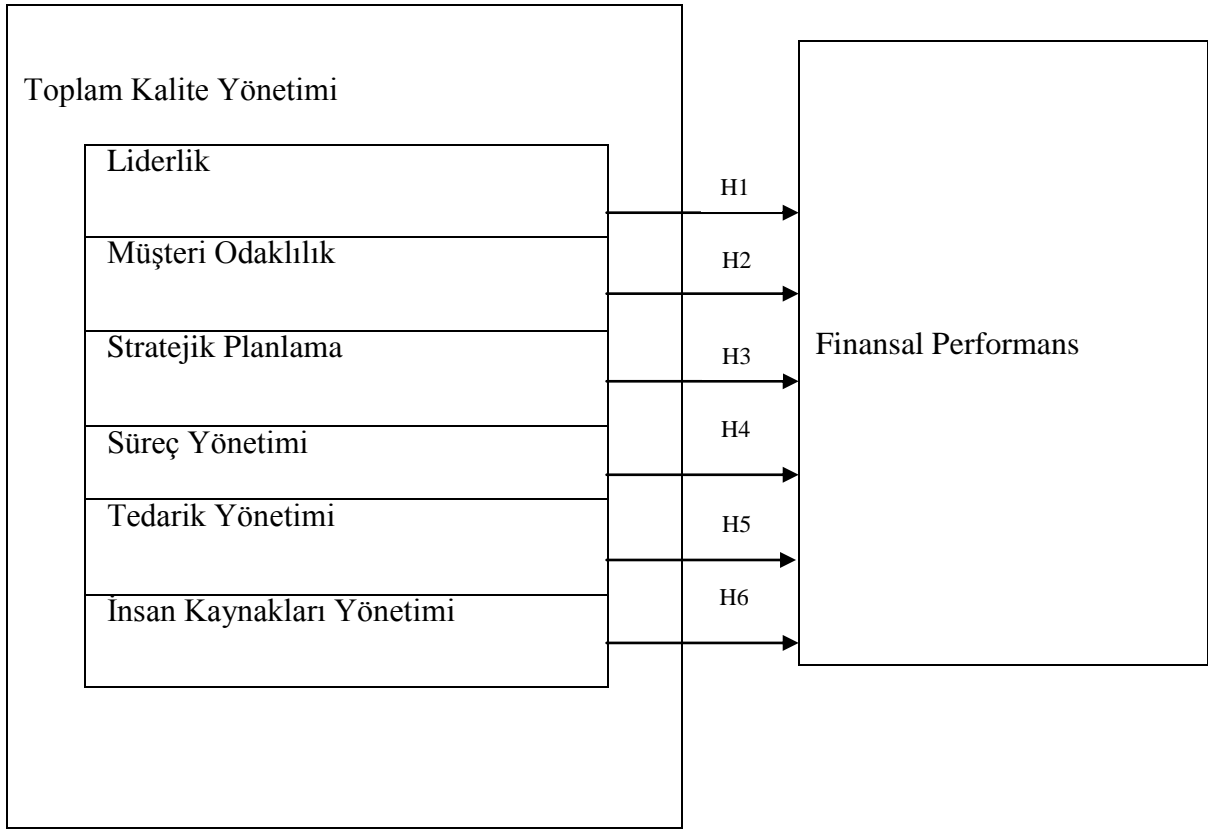 Toplam Kalite Yönetimi
Liderlik
Müşteri Odaklılık
Stratejik Planlama
Süreç Yönetimi
Tedarik Yönetimi
İnsan Kaynakları Yönetimi
H1
H2
H3
H4
H5
H6
Finansal Performans